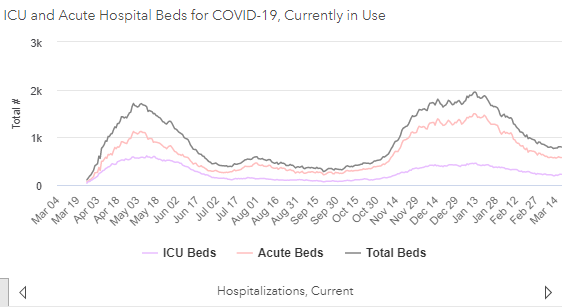 ICU and Acute Hospital Beds for COVID-19, Currently in Use
3k
2k
1k
0
Total #
Mar 04
Mar 19
Apr 03
Apr 18
May 03
May 18
Jun 02
Jun 17
Jul 02
Jul 17
Aug 01
Aug 16
Aug 31
Sep 15
Sep 30
Oct 15
Oct 30
Nov 14
Nov 29
Dec 14
Dec 29
Jan 13
Jan 28
Feb 12
Feb 27
Mar 14
ICU Beds Acute Beds Total Beds
Hospitalizations, Current